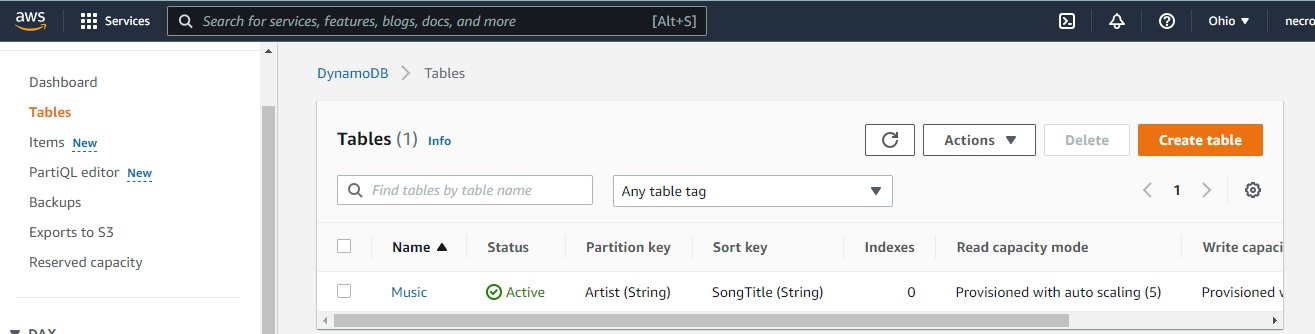 aws Services Search for services, features, blogs, docs, and more [Alt+S] Ohio necro
Dashboard
Tables
Items New
PartiQL editor New
Backups
Exports to S3
Reserved capacity
DAX
DynamoDB > Tables
Tables (1) Info Actions Delete Create table
Find tables by table name Any table tag 1
Name Status Partition key Sort key Indexes Read capacity mode Write capaci
Music Active Artist (String) SongTitle (String) 0 Provisioned with auto scaling (5) Provisioned